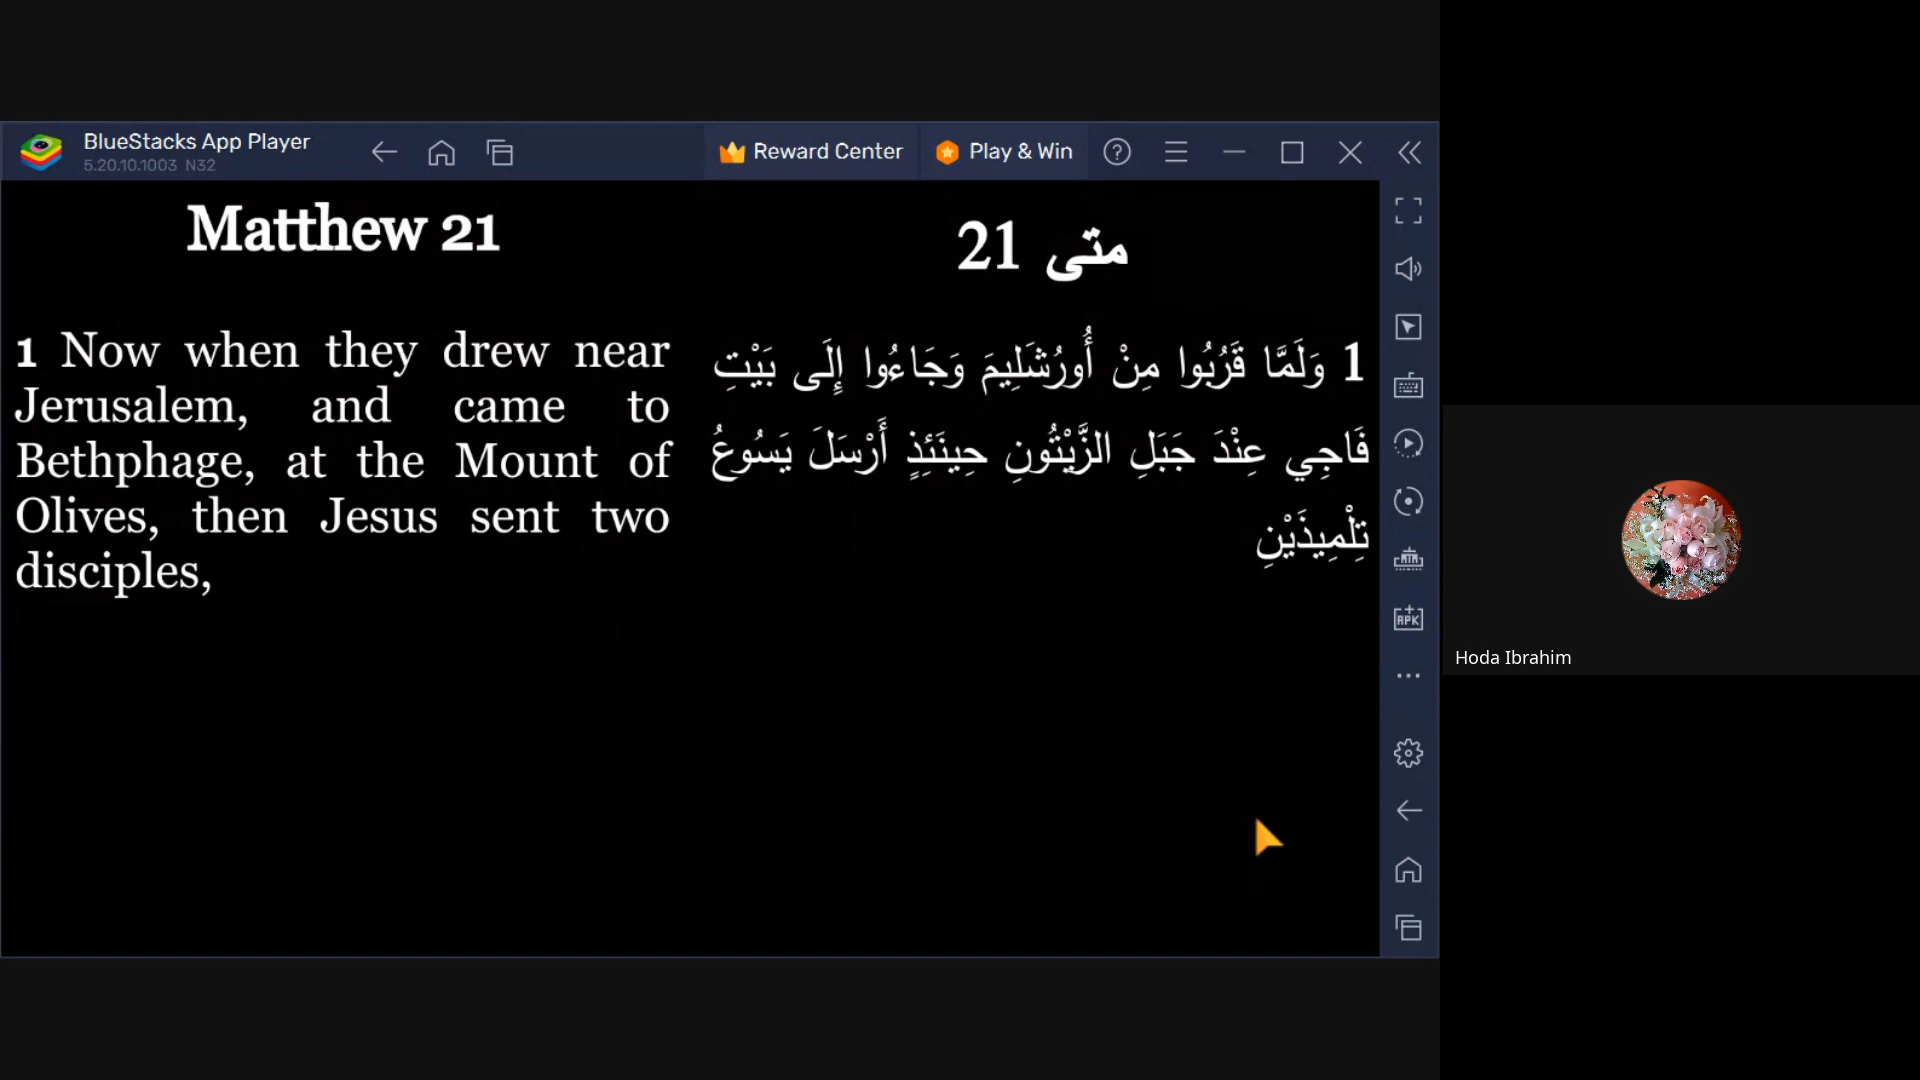 BlueStacks App Player
5.20.10.1003 N32
Reward Center
Play & Win
Matthew 21
1 Now when they drew near
Jerusalem, and came to
Bethphage, at the Mount of
Olives, then Jesus sent two
disciples,
متى 21
1 وَلَمَّا قَرُبُوا مِنْ أُورُشَلِيمَ وَجَاءُوا إِلَى بَيْتِ
فَاجِي عِنْدَ جَبَلِ الزَّيْتُونِ حِينَئِذٍ أَرْسَلَ يَسُوعُ
تِلْمِيذَيْنِ
APK
Hoda Ibrahim